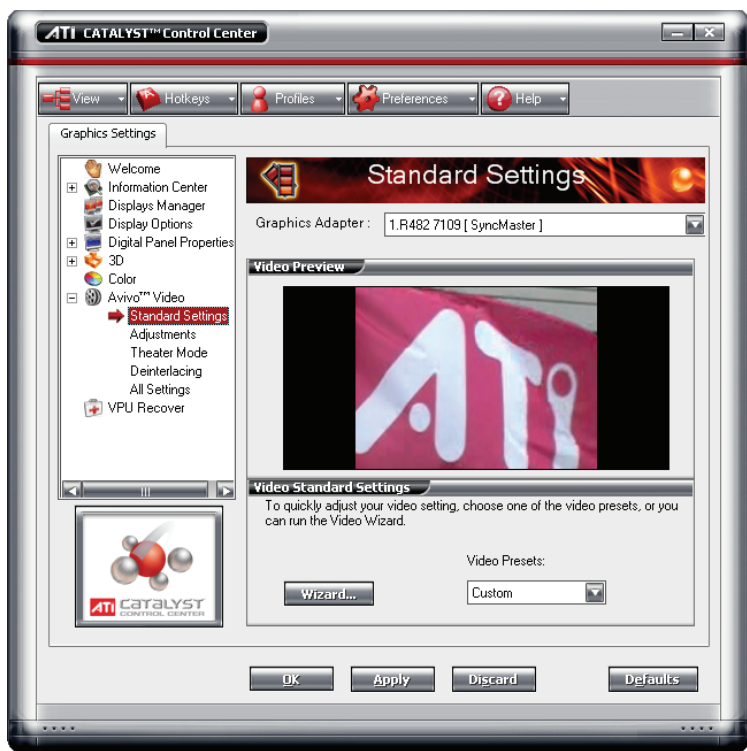 ATI CATALYST™ Control Center
View Hotkeys Profiles Preferences Help
Graphics Settings
Welcome
Information Center
Displays Manager
Display Options
Digital Panel Properties
3D
Color
Avivo™ Video
Standard Settings
Adjustments
Theater Mode
Deinterlacing
All Settings
VPU Recover
ATI CATALYST
CONTROL CENTER
Standard Settings
Graphics Adapter : 1.R482 7109 [ SyncMaster ]
Video Preview
ATi
Video Standard Settings
To quickly adjust your video setting, choose one of the video presets, or you
can run the Video Wizard.
Video Presets:
Wizard... Custom
OK Apply Discard Defaults